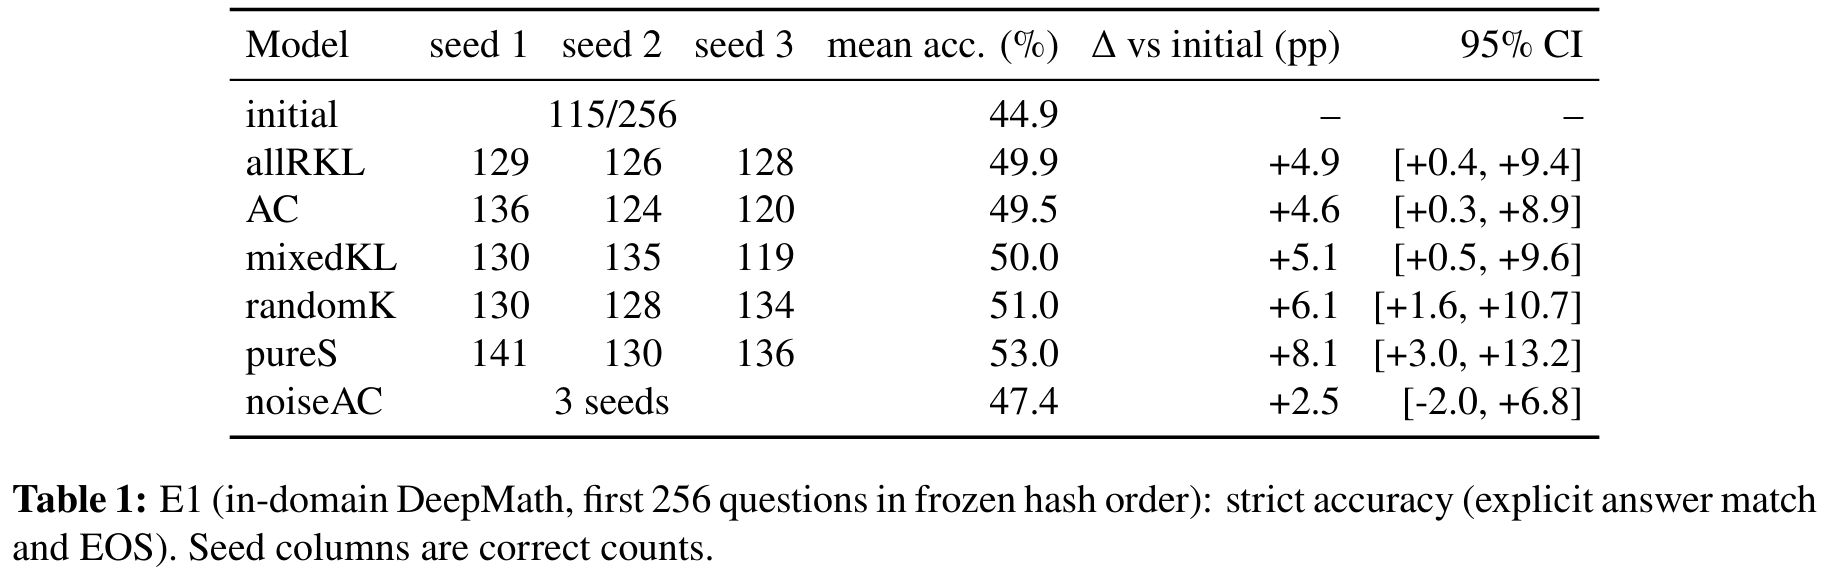 Model seed 1 seed 2 seed 3 mean acc. (%) Δ vs initial (pp) 95% CI
initial 115/256 44.9 – –
allRKL 129 126 128 49.9 +4.9 [+0.4, +9.4]
AC 136 124 120 49.5 +4.6 [+0.3, +8.9]
mixedKL 130 135 119 50.0 +5.1 [+0.5, +9.6]
randomK 130 128 134 51.0 +6.1 [+1.6, +10.7]
pureS 141 130 136 53.0 +8.1 [+3.0, +13.2]
noiseAC 3 seeds 47.4 +2.5 [-2.0, +6.8]
Table 1: E1 (in-domain DeepMath, first 256 questions in frozen hash order): strict accuracy (explicit answer match
and EOS). Seed columns are correct counts.